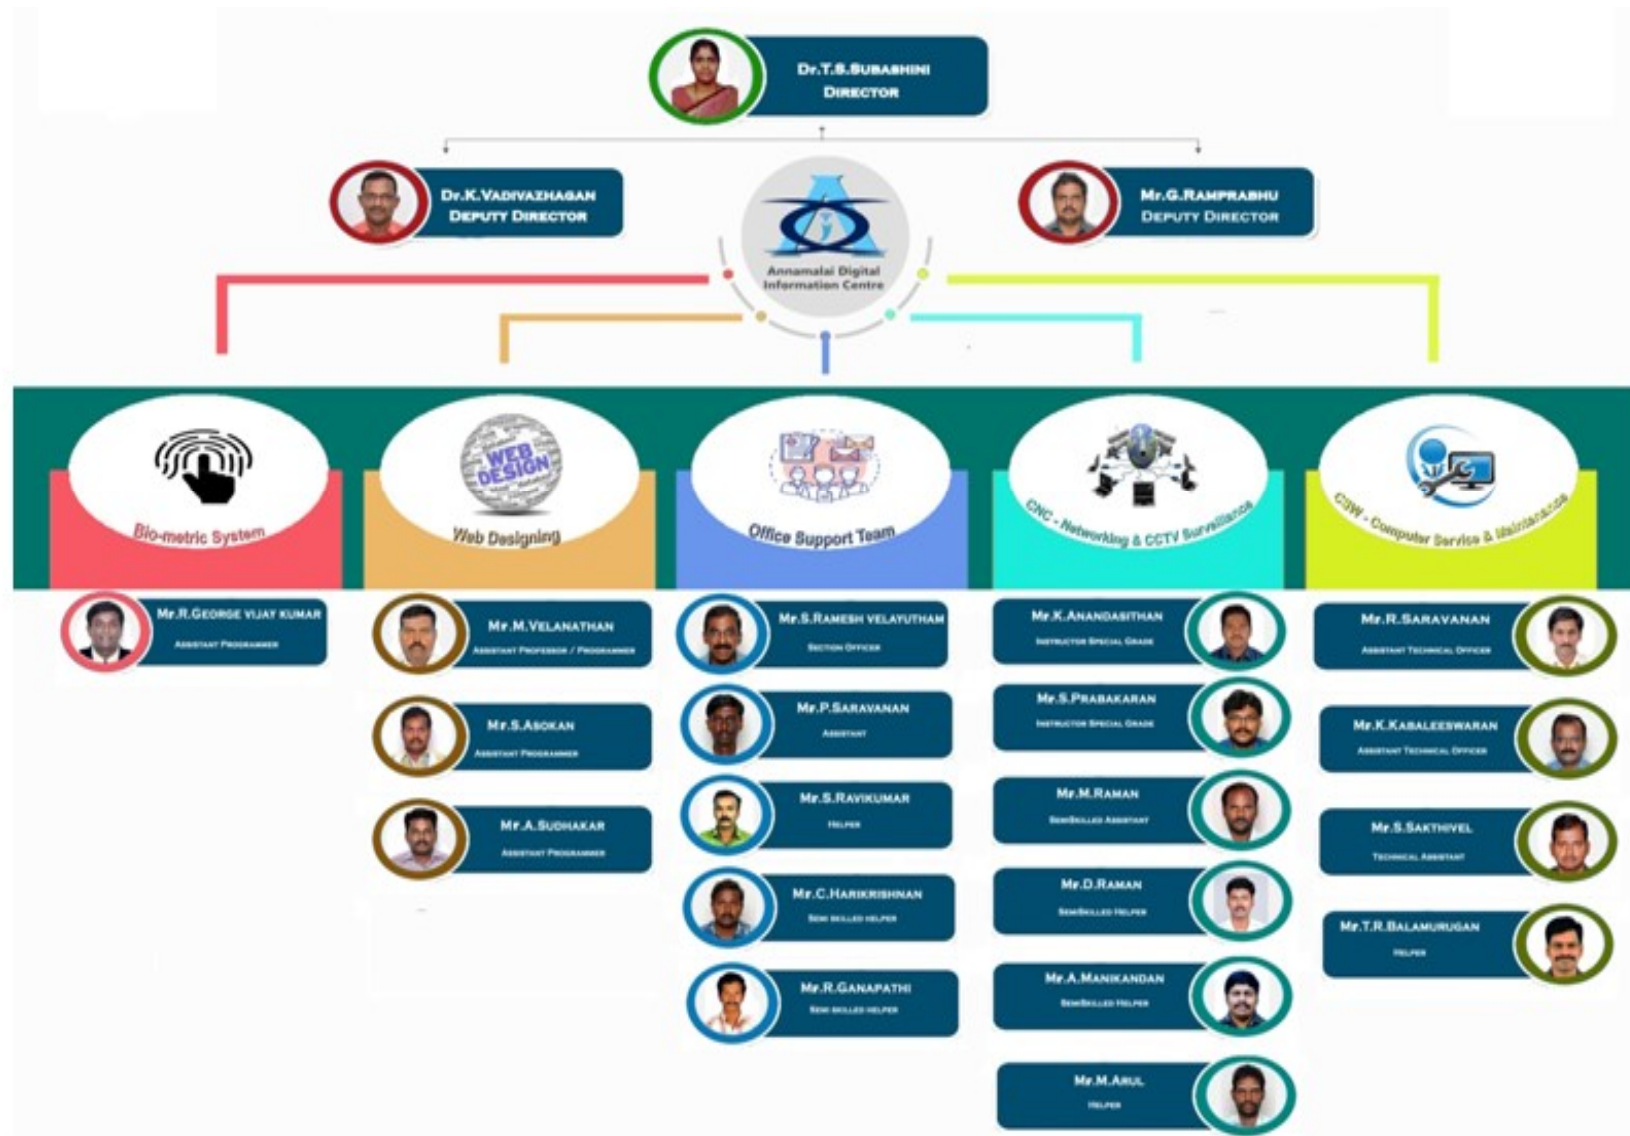 Dr.T.S.Subashini
Director
Dr.K.Vadivazhagan
Deputy Director
Mr.G.Ramprabhu
Deputy Director
Annamalai Digital
Information Centre
WEB
DESIGN
Bio-metric System
Web Designing
Office Support Team
CNC - Networking & CCTV Surveillance
CSW - Computer Service & Maintanance
Mr.R.George vijay kumar
Assistant Programmer
Mr.M.Velanathan
Assistant Professor / Programmer
Mr.S.Asokan
Assistant Programmer
Mr.A.Sudhakar
Assistant Programmer
Mr.S.Ramesh velayutham
Section Officer
Mr.P.Saravanan
Assistant
Mr.S.Ravikumar
Helper
Mr.C.Harikrishnan
Semi skilled helper
Mr.R.Ganapathi
Semi skilled helper
Mr.K.Anandasithan
Instructor Special Grade
Mr.S.Prabakaran
Instructor Special Grade
Mr.M.Raman
SemiSkilled Assistant
Mr.D.Raman
SemiSkilled Helper
Mr.A.Manikandan
SemiSkilled Helper
Mr.M.Arul
Helper
Mr.R.Saravanan
Assistant Technical Officer
Mr.K.Kabaleeswaran
Assistant Technical Officer
Mr.S.Sakthivel
Technical Assistant
Mr.T.R.Balamurugan
Helper